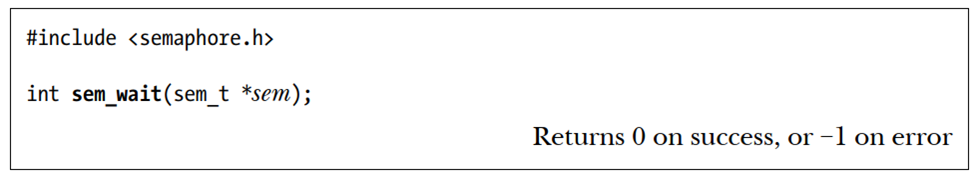 #include <semaphore.h>
int sem_wait(sem_t *sem);
Returns 0 on success, or −1 on error